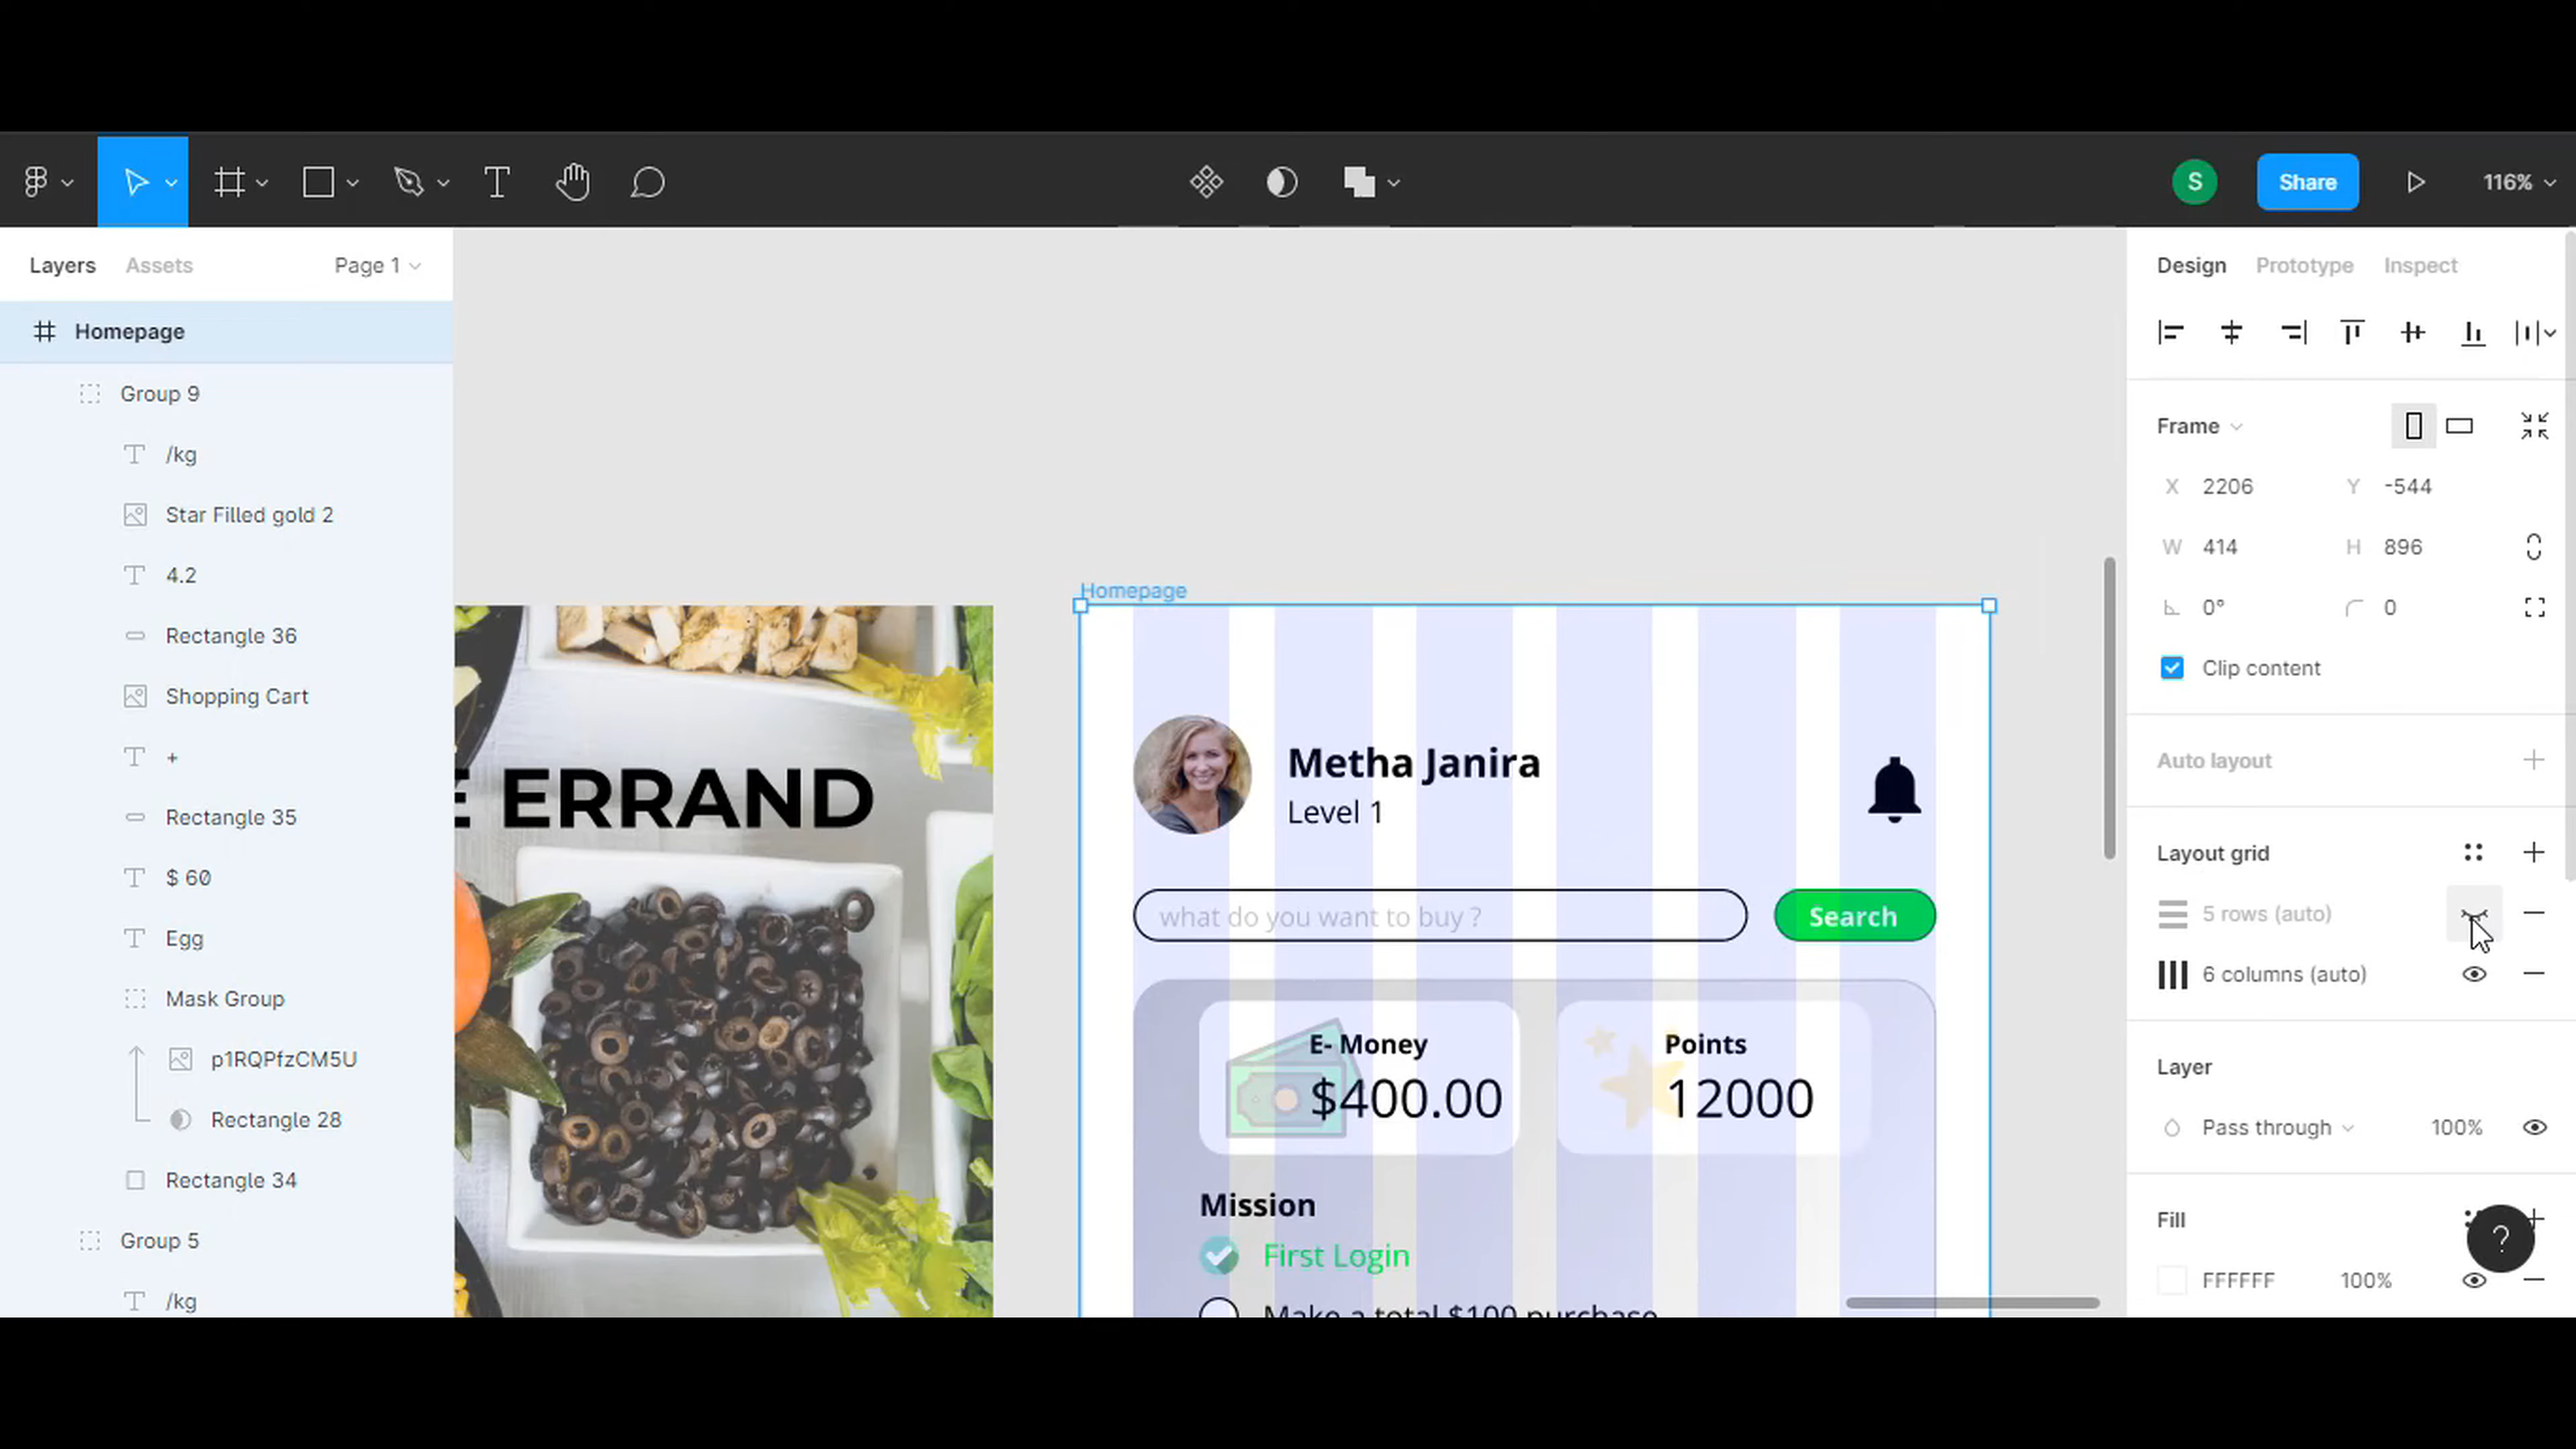 S
Share
116%
Layers
Assets
Page 1
Homepage
Group 9
/kg
Star Filled gold 2
4.2
Rectangle 36
Shopping Cart
+
Rectangle 35
$ 60
Egg
Mask Group
p1RQPfzCM5U
Rectangle 28
Rectangle 34
Group 5
/kg
E ERRAND
Homepage
Metha Janira
Level 1
what do you want to buy ?
Search
E- Money
$400.00
Points
12000
Mission
First Login
Make a total $100 purchase
Design
Prototype
Inspect
Frame
X 2206
Y -544
W 414
H 896
0°
0
Clip content
Auto layout
Layout grid
5 rows (auto)
6 columns (auto)
Layer
Pass through
100%
Fill
?
FFFFFF
100%